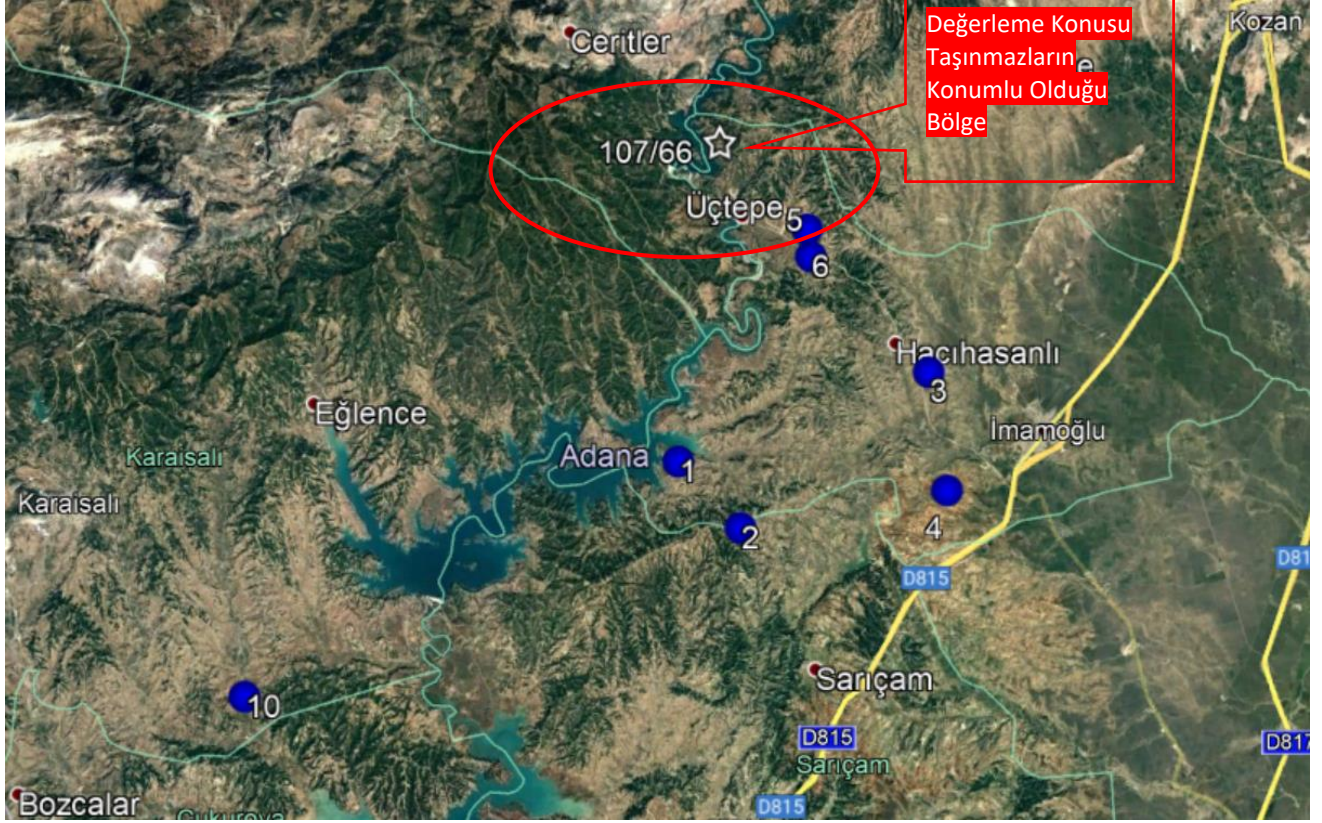 Ceritler
Değerleme Konusu
Taşınmazların
e
Konumlu Olduğu
Bölge
Kozan
107/66
Üçtepe
5
6
Hacıhasanlı
3
Eğlence
İmamoğlu
Karaisalı
Adana
1
Karaisalı
2
4
D815
D81
Sarıçam
10
D815
D817
Sarıçam
Bozcalar
D815
Çukurova